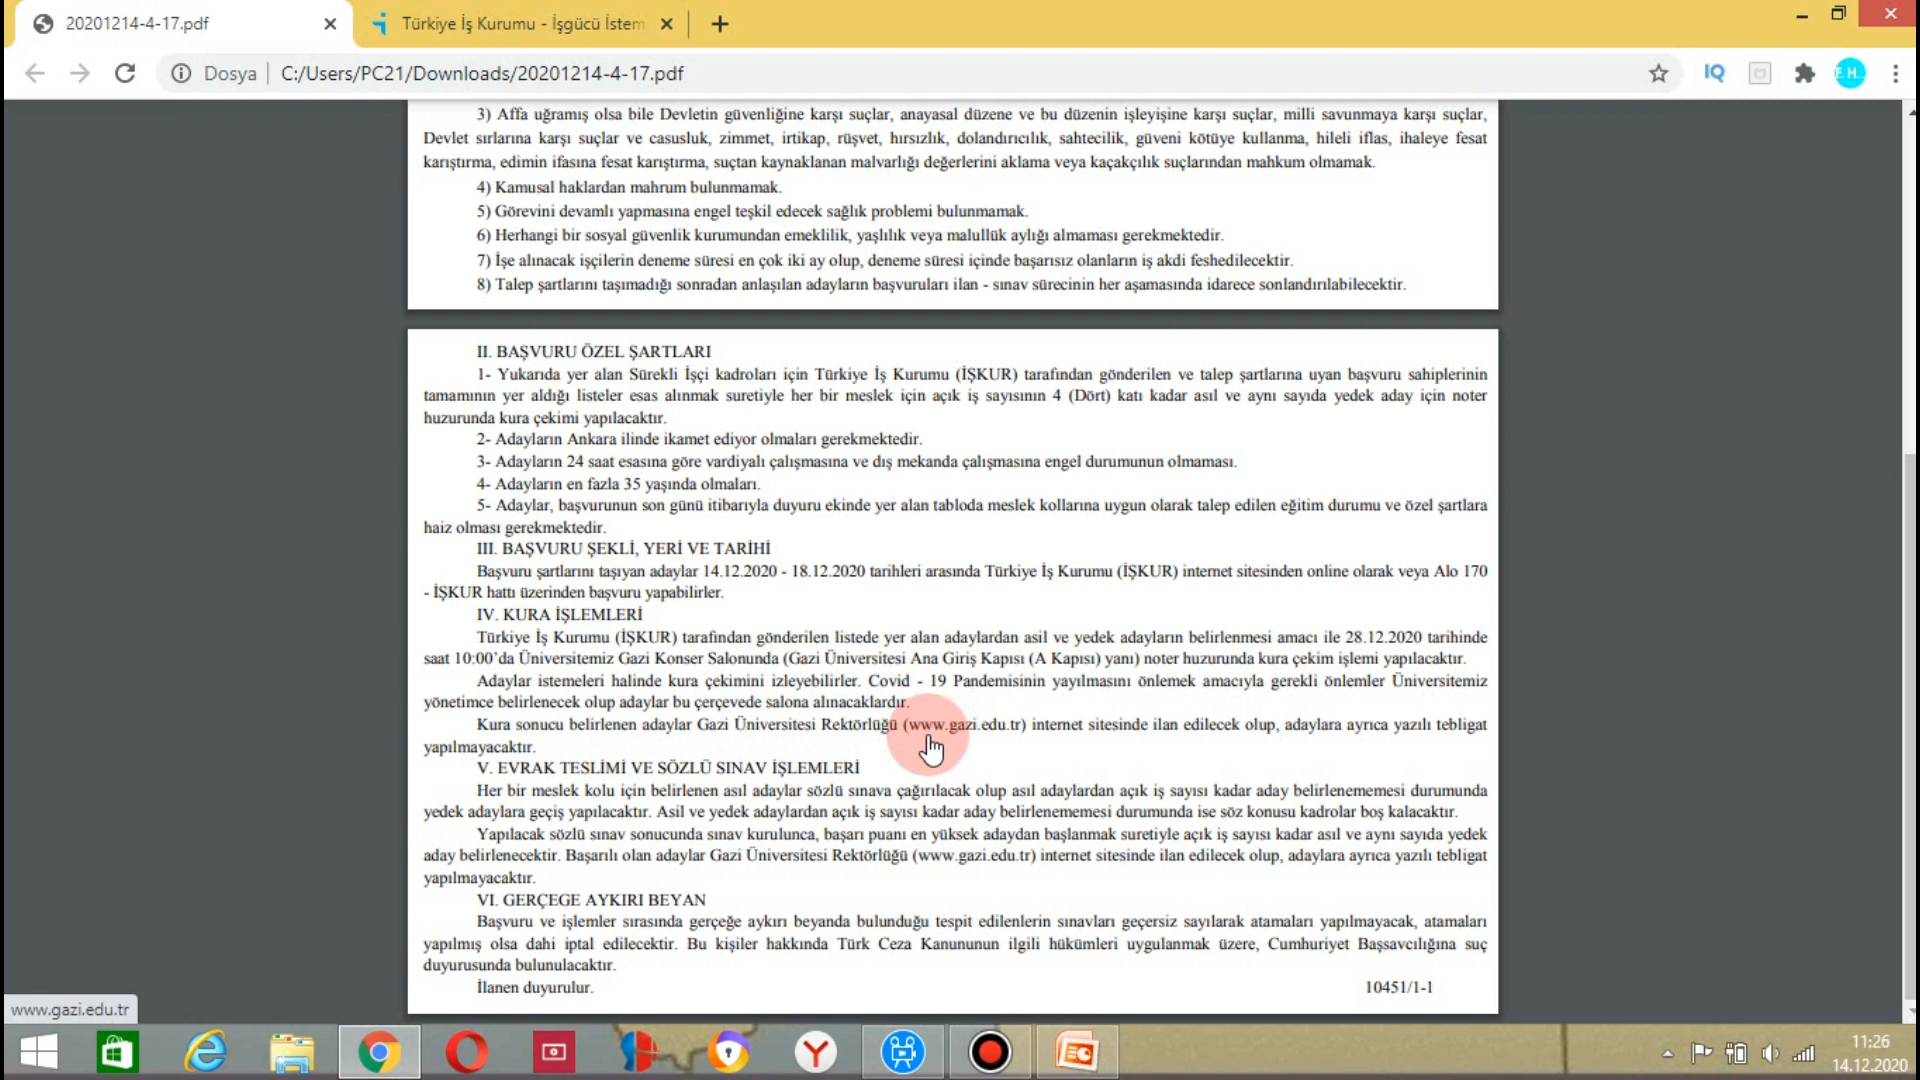 20201214-4-17.pdf
Türkiye İş Kurumu - İşgücü İstem
Dosya
C:/Users/PC21/Downloads/20201214-4-17.pdf
IQ
E.H...
3) Affa uğramış olsa bile Devletin güvenliğine karşı suçlar, anayasal düzene ve bu düzenin işleyişine karşı suçlar, milli savunmaya karşı suçlar,
Devlet sırlarına karşı suçlar ve casusluk, zimmet, irtikap, rüşvet, hırsızlık, dolandırıcılık, sahtecilik, güveni kötüye kullanma, hileli iflas, ihaleye fesat
karıştırma, edimin ifasına fesat karıştırma, suçtan kaynaklanan malvarlığı değerlerini aklama veya kaçakçılık suçlarından mahkum olmamak.
4) Kamusal haklardan mahrum bulunmamak.
5) Görevini devamlı yapmasına engel teşkil edecek sağlık problemi bulunmamak.
6) Herhangi bir sosyal güvenlik kurumundan emeklilik, yaşlılık veya malullük aylığı almaması gerekmektedir.
7) İşe alınacak işçilerin deneme süresi en çok iki ay olup, deneme süresi içinde başarısız olanların iş akdi feshedilecektir.
8) Talep şartlarını taşımadığı sonradan anlaşılan adayların başvuruları ilan - sınav sürecinin her aşamasında idarece sonlandırılabilecektir.
II. BAŞVURU ÖZEL ŞARTLARI
1- Yukarıda yer alan Sürekli İşçi kadroları için Türkiye İş Kurumu (İŞKUR) tarafından gönderilen ve talep şartlarına uyan başvuru sahiplerinin
tamamının yer aldığı listeler esas alınmak suretiyle her bir meslek için açık iş sayısının 4 (Dört) katı kadar asıl ve aynı sayıda yedek aday için noter
huzurunda kura çekimi yapılacaktır.
2- Adayların Ankara ilinde ikamet ediyor olmaları gerekmektedir.
3- Adayların 24 saat esasına göre vardiyalı çalışmasına ve dış mekanda çalışmasına engel durumunun olmaması.
4- Adayların en fazla 35 yaşında olmaları.
5- Adaylar, başvurunun son günü itibarıyla duyuru ekinde yer alan tabloda meslek kollarına uygun olarak talep edilen eğitim durumu ve özel şartlara
haiz olması gerekmektedir.
III. BAŞVURU ŞEKLİ, YERİ VE TARİHİ
Başvuru şartlarını taşıyan adaylar 14.12.2020 - 18.12.2020 tarihleri arasında Türkiye İş Kurumu (İŞKUR) internet sitesinden online olarak veya Alo 170
- İŞKUR hattı üzerinden başvuru yapabilirler.
IV. KURA İŞLEMLERİ
Türkiye İş Kurumu (İŞKUR) tarafından gönderilen listede yer alan adaylardan asil ve yedek adayların belirlenmesi amacı ile 28.12.2020 tarihinde
saat 10:00'da Üniversitemiz Gazi Konser Salonunda (Gazi Üniversitesi Ana Giriş Kapısı (A Kapısı) yanı) noter huzurunda kura çekim işlemi yapılacaktır.
Adaylar istemeleri halinde kura çekimini izleyebilirler. Covid - 19 Pandemisinin yayılmasını önlemek amacıyla gerekli önlemler Üniversitemiz
yönetimce belirlenecek olup adaylar bu çerçevede salona alınacaklardır.
Kura sonucu belirlenen adaylar Gazi Üniversitesi Rektörlüğü (www.gazi.edu.tr) internet sitesinde ilan edilecek olup, adaylara ayrıca yazılı tebligat
yapılmayacaktır.
V. EVRAK TESLİMİ VE SÖZLÜ SINAV İŞLEMLERİ
Her bir meslek kolu için belirlenen asıl adaylar sözlü sınava çağırılacak olup asıl adaylardan açık iş sayısı kadar aday belirlenememesi durumunda
yedek adaylara geçiş yapılacaktır. Asil ve yedek adaylardan açık iş sayısı kadar aday belirlenememesi durumunda ise söz konusu kadrolar boş kalacaktır.
Yapılacak sözlü sınav sonucunda sınav kurulunca, başarı puanı en yüksek adaydan başlanmak suretiyle açık iş sayısı kadar asıl ve aynı sayıda yedek
aday belirlenecektir. Başarılı olan adaylar Gazi Üniversitesi Rektörlüğü (www.gazi.edu.tr) internet sitesinde ilan edilecek olup, adaylara ayrıca yazılı tebligat
yapılmayacaktır.
VI. GERÇEĞE AYKIRI BEYAN
Başvuru ve işlemler sırasında gerçeğe aykırı beyanda bulunduğu tespit edilenlerin sınavları geçersiz sayılarak atamaları yapılmayacak, atamaları
yapılmış olsa dahi iptal edilecektir. Bu kişiler hakkında Türk Ceza Kanununun ilgili hükümleri uygulanmak üzere, Cumhuriyet Başsavcılığına suç
duyurusunda bulunulacaktır.
İlanen duyurulur.
10451/1-1
www.gazi.edu.tr
11:26
14.12.2020